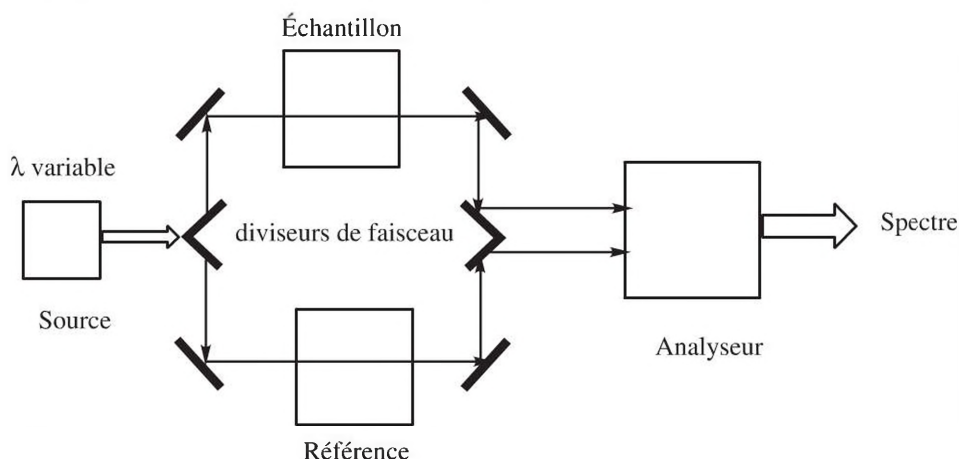 Échantillon
λ variable
diviseurs de faisceau
Spectre
Source
Analyseur
Référence